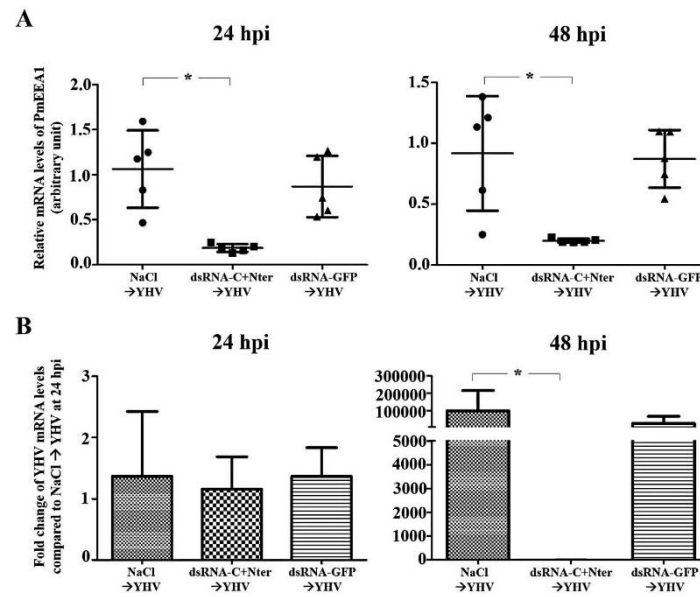 A
24 hpi
48 hpi
Relative mRNA levels of PmEEA1
(arbitrary unit)
2.0
1.5
1.0
0.5
0.0
*
NaCl
→YHV
dsRNA-C+Nter
→YHV
dsRNA-GFP
→YHV
1.5
1.0
0.5
0.0
*
NaCl
→YHV
dsRNA-C+Nter
→YHV
dsRNA-GFP
→YHV
B
24 hpi
48 hpi
Fold change of YHV mRNA levels
compared to NaCl → YHV at 24 hpi
3
2
1
0
NaCl
→YHV
dsRNA-C+Nter
→YHV
dsRNA-GFP
→YHV
300000
200000
100000
5000
4000
3000
2000
1000
0
*
NaCl
→YHV
dsRNA-C+Nter
→YHV
dsRNA-GFP
→YHV